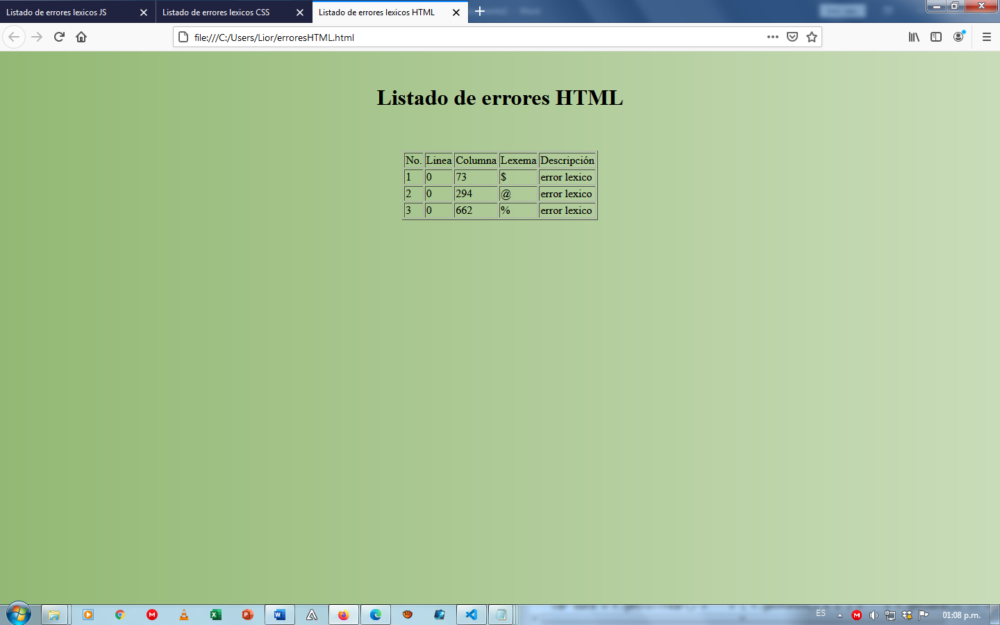 Listado de errores lexicos JS
Listado de errores lexicos CSS
Listado de errores lexicos HTML
file:///C:/Users/Lior/erroresHTML.html
Listado de errores HTML
No. Linea Columna Lexema Descripción
1 0 73 $ error lexico
2 0 294 @ error lexico
3 0 662 % error lexico
ES
01:08 p.m.